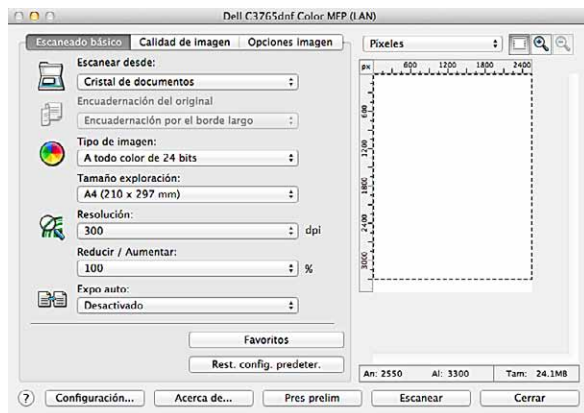 Dell C3765dnf Color MFP (LAN)
Escaneado básico Calidad de imagen Opciones imagen
Escanear desde:
Cristal de documentos
Encuadernación del original
Encuadernación por el borde largo
Tipo de imagen:
A todo color de 24 bits
Tamaño exploración:
A4 (210 x 297 mm)
Resolución:
300 dpi
Reducir / Aumentar:
100 %
Expo auto:
Desactivado
Favoritos
Rest. config. predeter.
Píxeles
px 600 1200 1800 2400
600
1200
1800
2400
3000
An: 2550 Al: 3300 Tam: 24.1MB
? Configuración... Acerca de... Pres prelim Escanear Cerrar